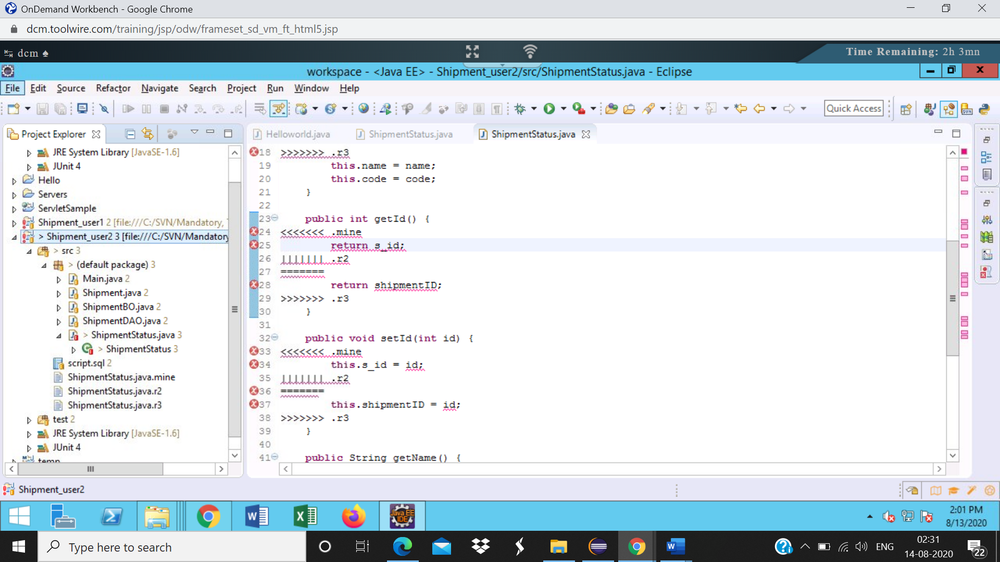 OnDemand Workbench - Google Chrome
dcm.toolwire.com/training/jsp/odw/frameset_sd_vm_ft_html5.jsp
dcm ♠
Time Remaining: 2h 3mn
workspace - <Java EE> - Shipment_user2/src/ShipmentStatus.java - Eclipse
File Edit Source Refactor Navigate Search Project Run Window Help
Quick Access
Project Explorer
JRE System Library [JavaSE-1.6]
JUnit 4
Hello
Servers
ServletSample
Shipment_user1 2 [file:///C:/SVN/Mandatory,
> Shipment_user2 3 [file:///C:/SVN/Mandatory
> src 3
> (default package) 3
Main.java 2
Shipment.java 2
ShipmentBO.java 2
ShipmentDAO.java 2
> ShipmentStatus.java 3
> ShipmentStatus 3
script.sql 2
ShipmentStatus.java.mine
ShipmentStatus.java.r2
ShipmentStatus.java.r3
test 2
JRE System Library [JavaSE-1.6]
JUnit 4
temp
Helloworld.java ShipmentStatus.java ShipmentStatus.java
18 >>>>>>> .r3
19 this.name = name;
20 this.code = code;
21 }
22
23 public int getId() {
24 <<<<<<< .mine
25 return s_id;
26 ||||||| .r2
27 =======
28 return shipmentID;
29 >>>>>>> .r3
30 }
31
32 public void setId(int id) {
33 <<<<<<< .mine
34 this.s_id = id;
35 ||||||| .r2
36 =======
37 this.shipmentID = id;
38 >>>>>>> .r3
39 }
40
41 public String getName() {
Shipment_user2
Java EE
IDE
2:01 PM
8/13/2020
Type here to search
ENG
02:31
14-08-2020
22